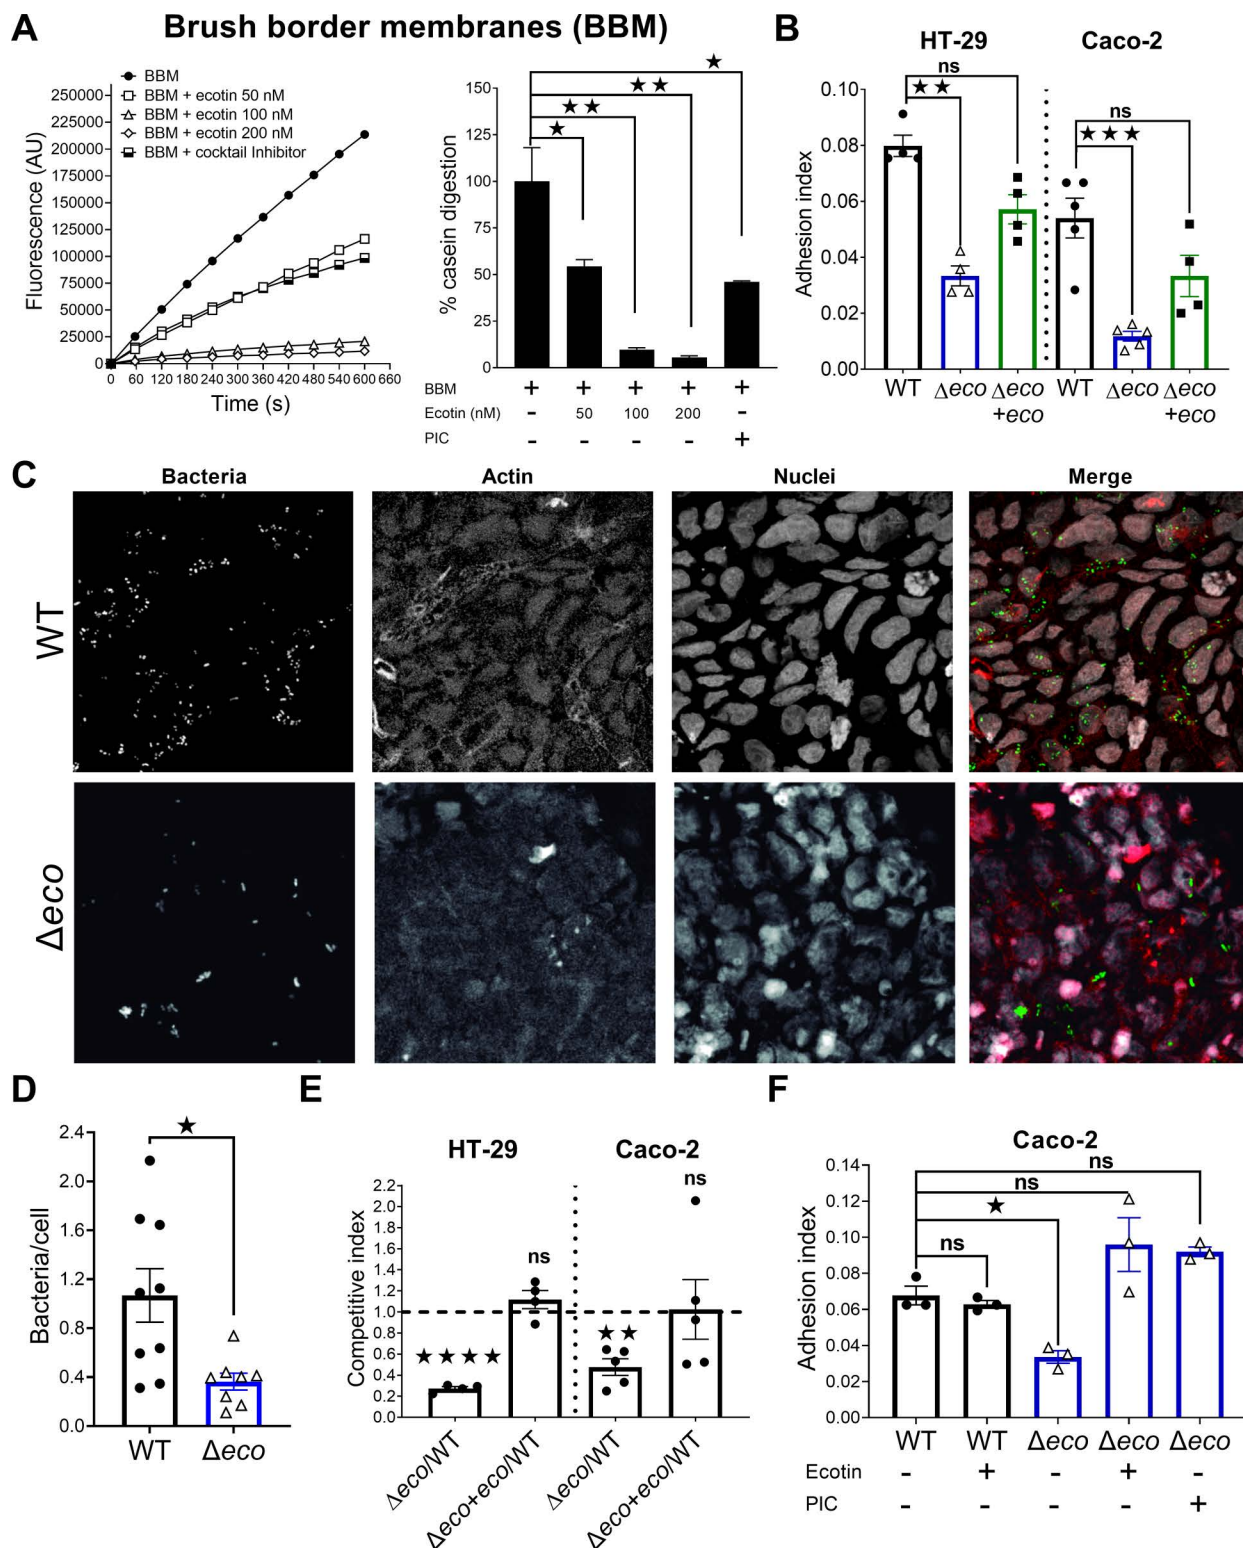 A
Brush border membranes (BBM)
BBM
BBM + ecotin 50 nM
BBM + ecotin 100 nM
BBM + ecotin 200 nM
BBM + cocktail Inhibitor
Fluorescence (AU)
250000
225000
200000
175000
150000
125000
100000
75000
50000
25000
0
0 60 120 180 240 300 360 420 480 540 600 660
Time (s)
% casein digestion
150
125
100
75
50
25
0
★
★★
★★
★
BBM + + + + +
Ecotin (nM) - 50 100 200 -
PIC - - - - +
B
HT-29 Caco-2
ns
★★
ns
★★★
Adhesion index
0.10
0.08
0.06
0.04
0.02
0.00
WT Δeco Δeco WT Δeco Δeco
+eco +eco
C
Bacteria Actin Nuclei Merge
WT
Δeco
D
★
Bacteria/cell
2.4
2.0
1.6
1.2
0.8
0.4
0.0
WT Δeco
E
HT-29 Caco-2
Competitive index
2.2
2.0
1.8
1.6
1.4
1.2
1.0
0.8
0.6
0.4
0.2
0.0
★★★★
ns
★★
ns
Δeco/WT
Δeco+eco/WT
Δeco/WT
Δeco+eco/WT
F
Caco-2
ns
ns
★
ns
Adhesion index
0.14
0.12
0.10
0.08
0.06
0.04
0.02
0.00
WT WT Δeco Δeco Δeco
Ecotin - + - + -
PIC - - - - +